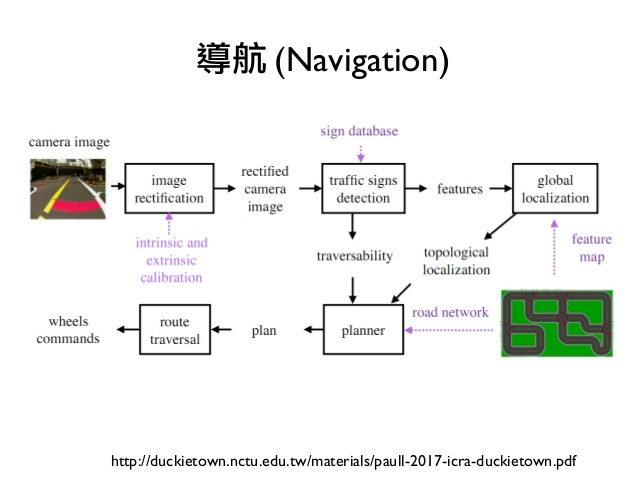 導航 (Navigation)
sign database
camera image
image
rectification
rectified
camera
image
traffic signs
detection
features
global
localization
intrinsic and
extrinsic
calibration
traversability
topological
localization
feature
map
wheels
commands
route
traversal
plan
planner
road network
http://duckietown.nctu.edu.tw/materials/paull-2017-icra-duckietown.pdf